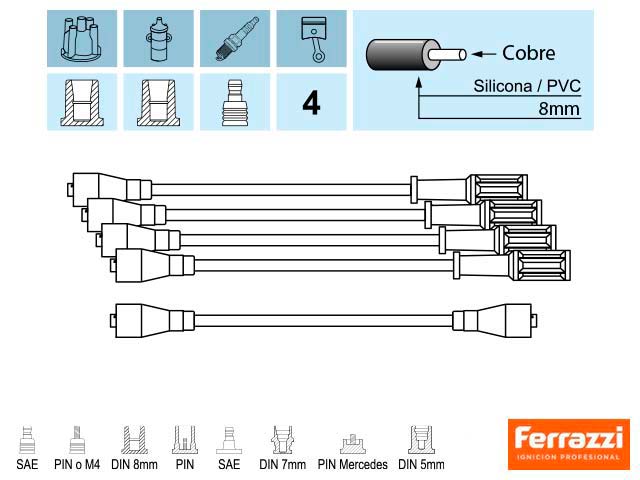 Cobre
Silicona / PVC
4
8mm
SAE PIN o M4 DIN 8mm PIN SAE DIN 7mm PIN Mercedes DIN 5mm
Ferrazzi
IGNICION PROFESIONAL